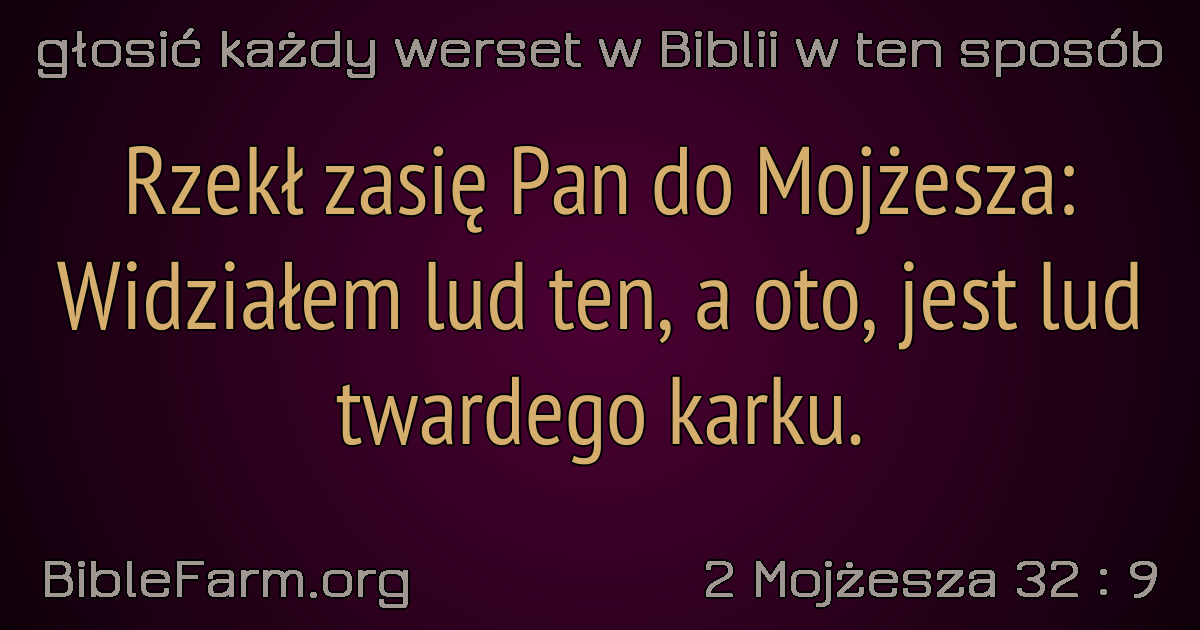 głosić każdy werset w Biblii w ten sposób
Rzekł zasię Pan do Mojżesza:
Widziałem lud ten, a oto, jest lud
twardego karku.
BibleFarm.org
2 Mojżesza 32 : 9